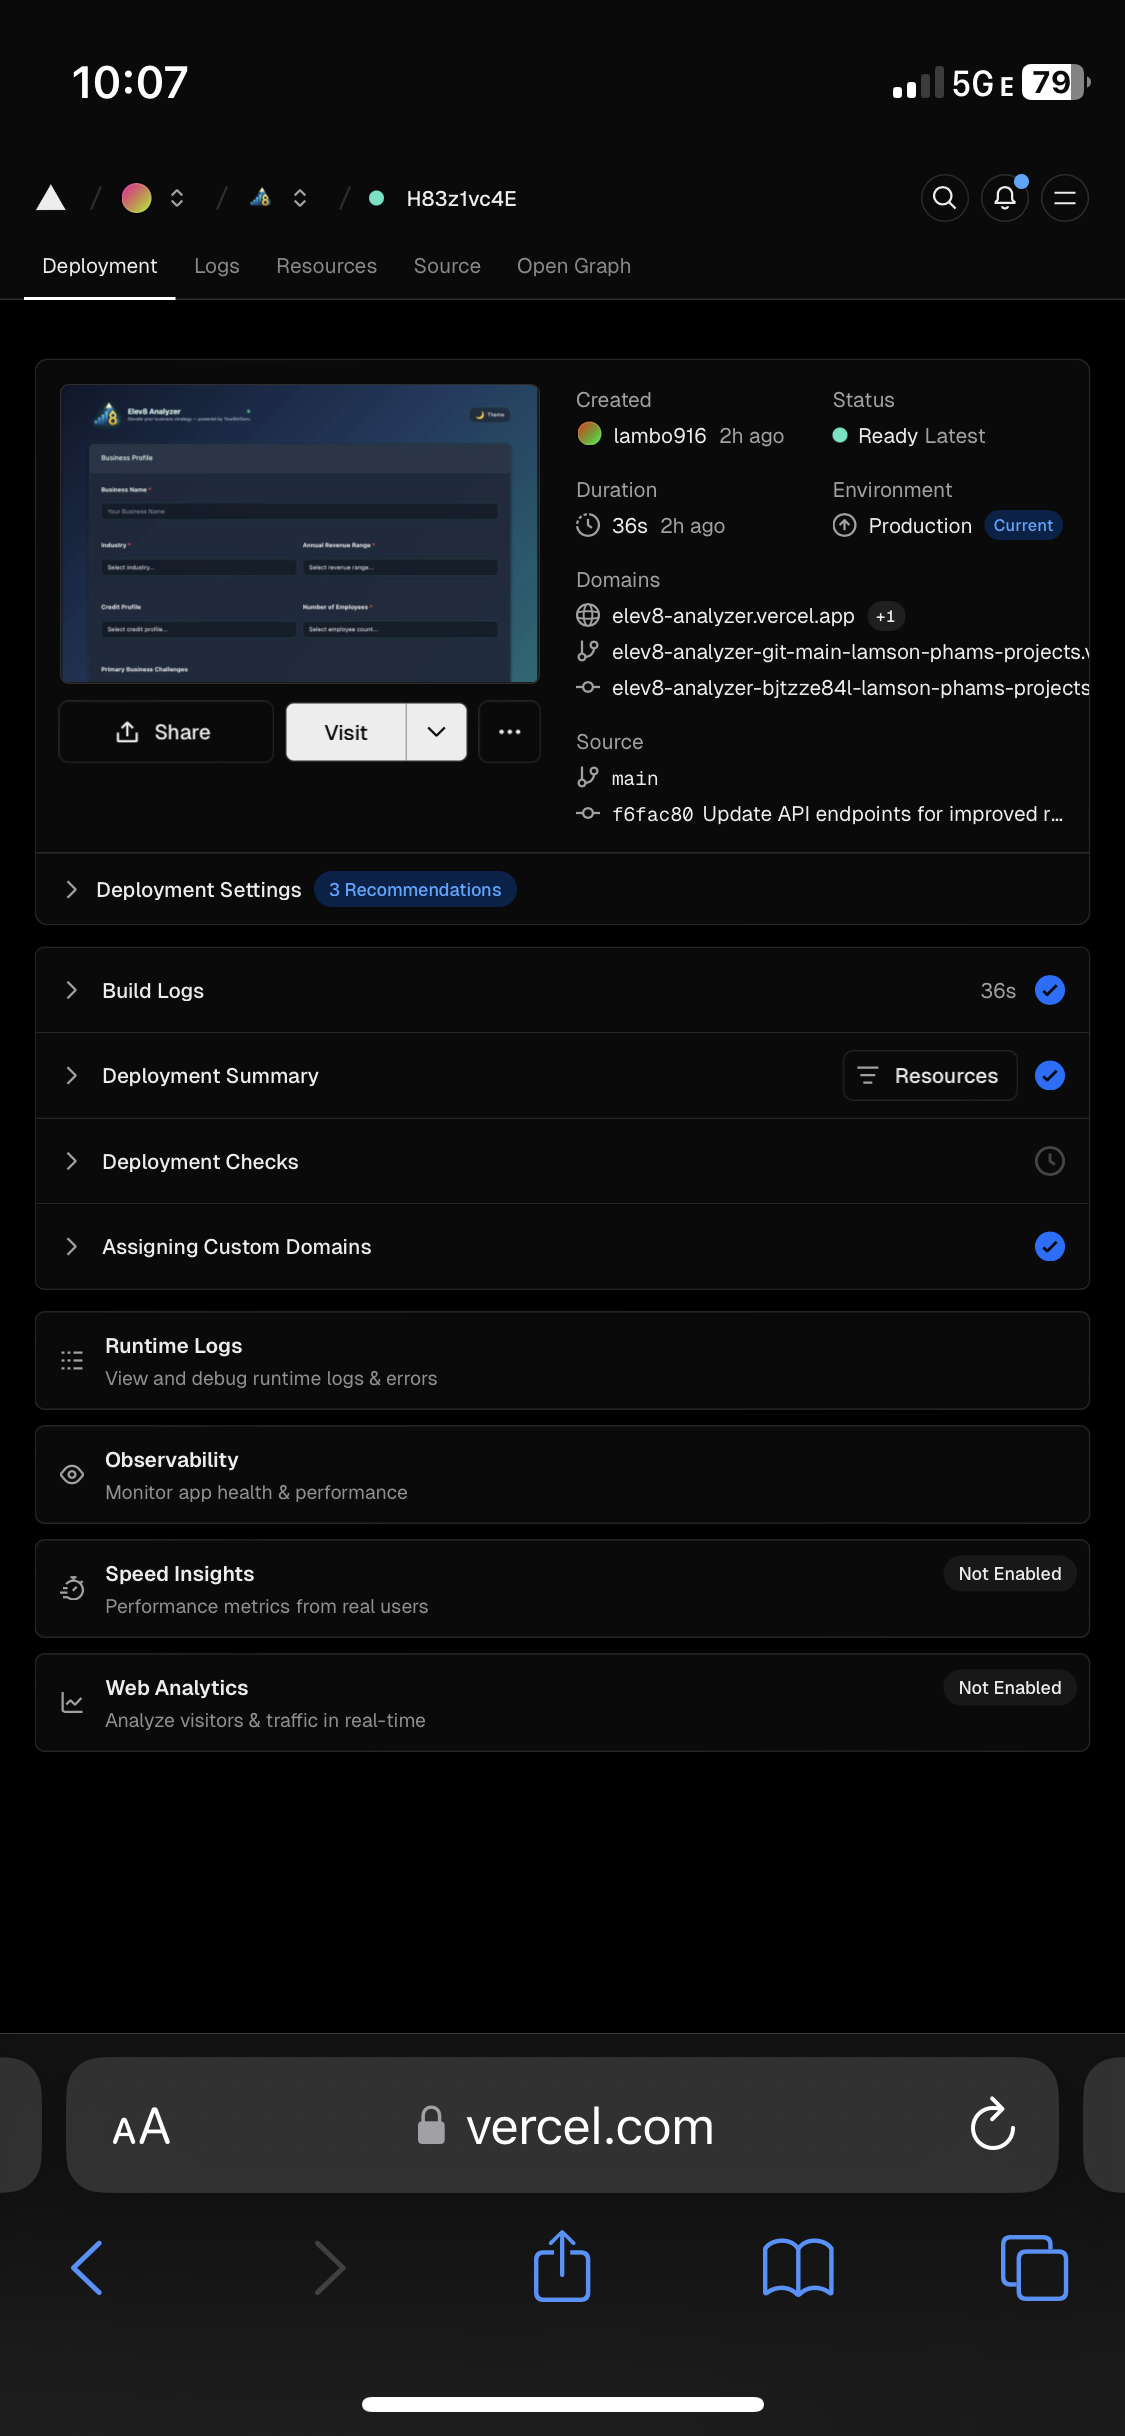 10:07
5G E 79
H83z1vc4E
Deployment Logs Resources Source Open Graph
Elev8 Analyzer
Elevate your business strategy — powered by
Theme
Business Profile
Business Name *
Your Business Name
Industry * Annual Revenue Range *
Select industry... Select revenue range...
Credit Profile Number of Employees *
Select credit profile... Select employee count...
Primary Business Challenges
Share Visit
Created Status
lambo916 2h ago Ready Latest
Duration Environment
36s 2h ago Production Current
Domains
elev8-analyzer.vercel.app +1
elev8-analyzer-git-main-lamson-phams-projects.v
elev8-analyzer-bjtzze84l-lamson-phams-projects
Source
main
f6fac80 Update API endpoints for improved r...
Deployment Settings 3 Recommendations
Build Logs 36s
Deployment Summary Resources
Deployment Checks
Assigning Custom Domains
Runtime Logs
View and debug runtime logs & errors
Observability
Monitor app health & performance
Speed Insights Not Enabled
Performance metrics from real users
Web Analytics Not Enabled
Analyze visitors & traffic in real-time
AA vercel.com